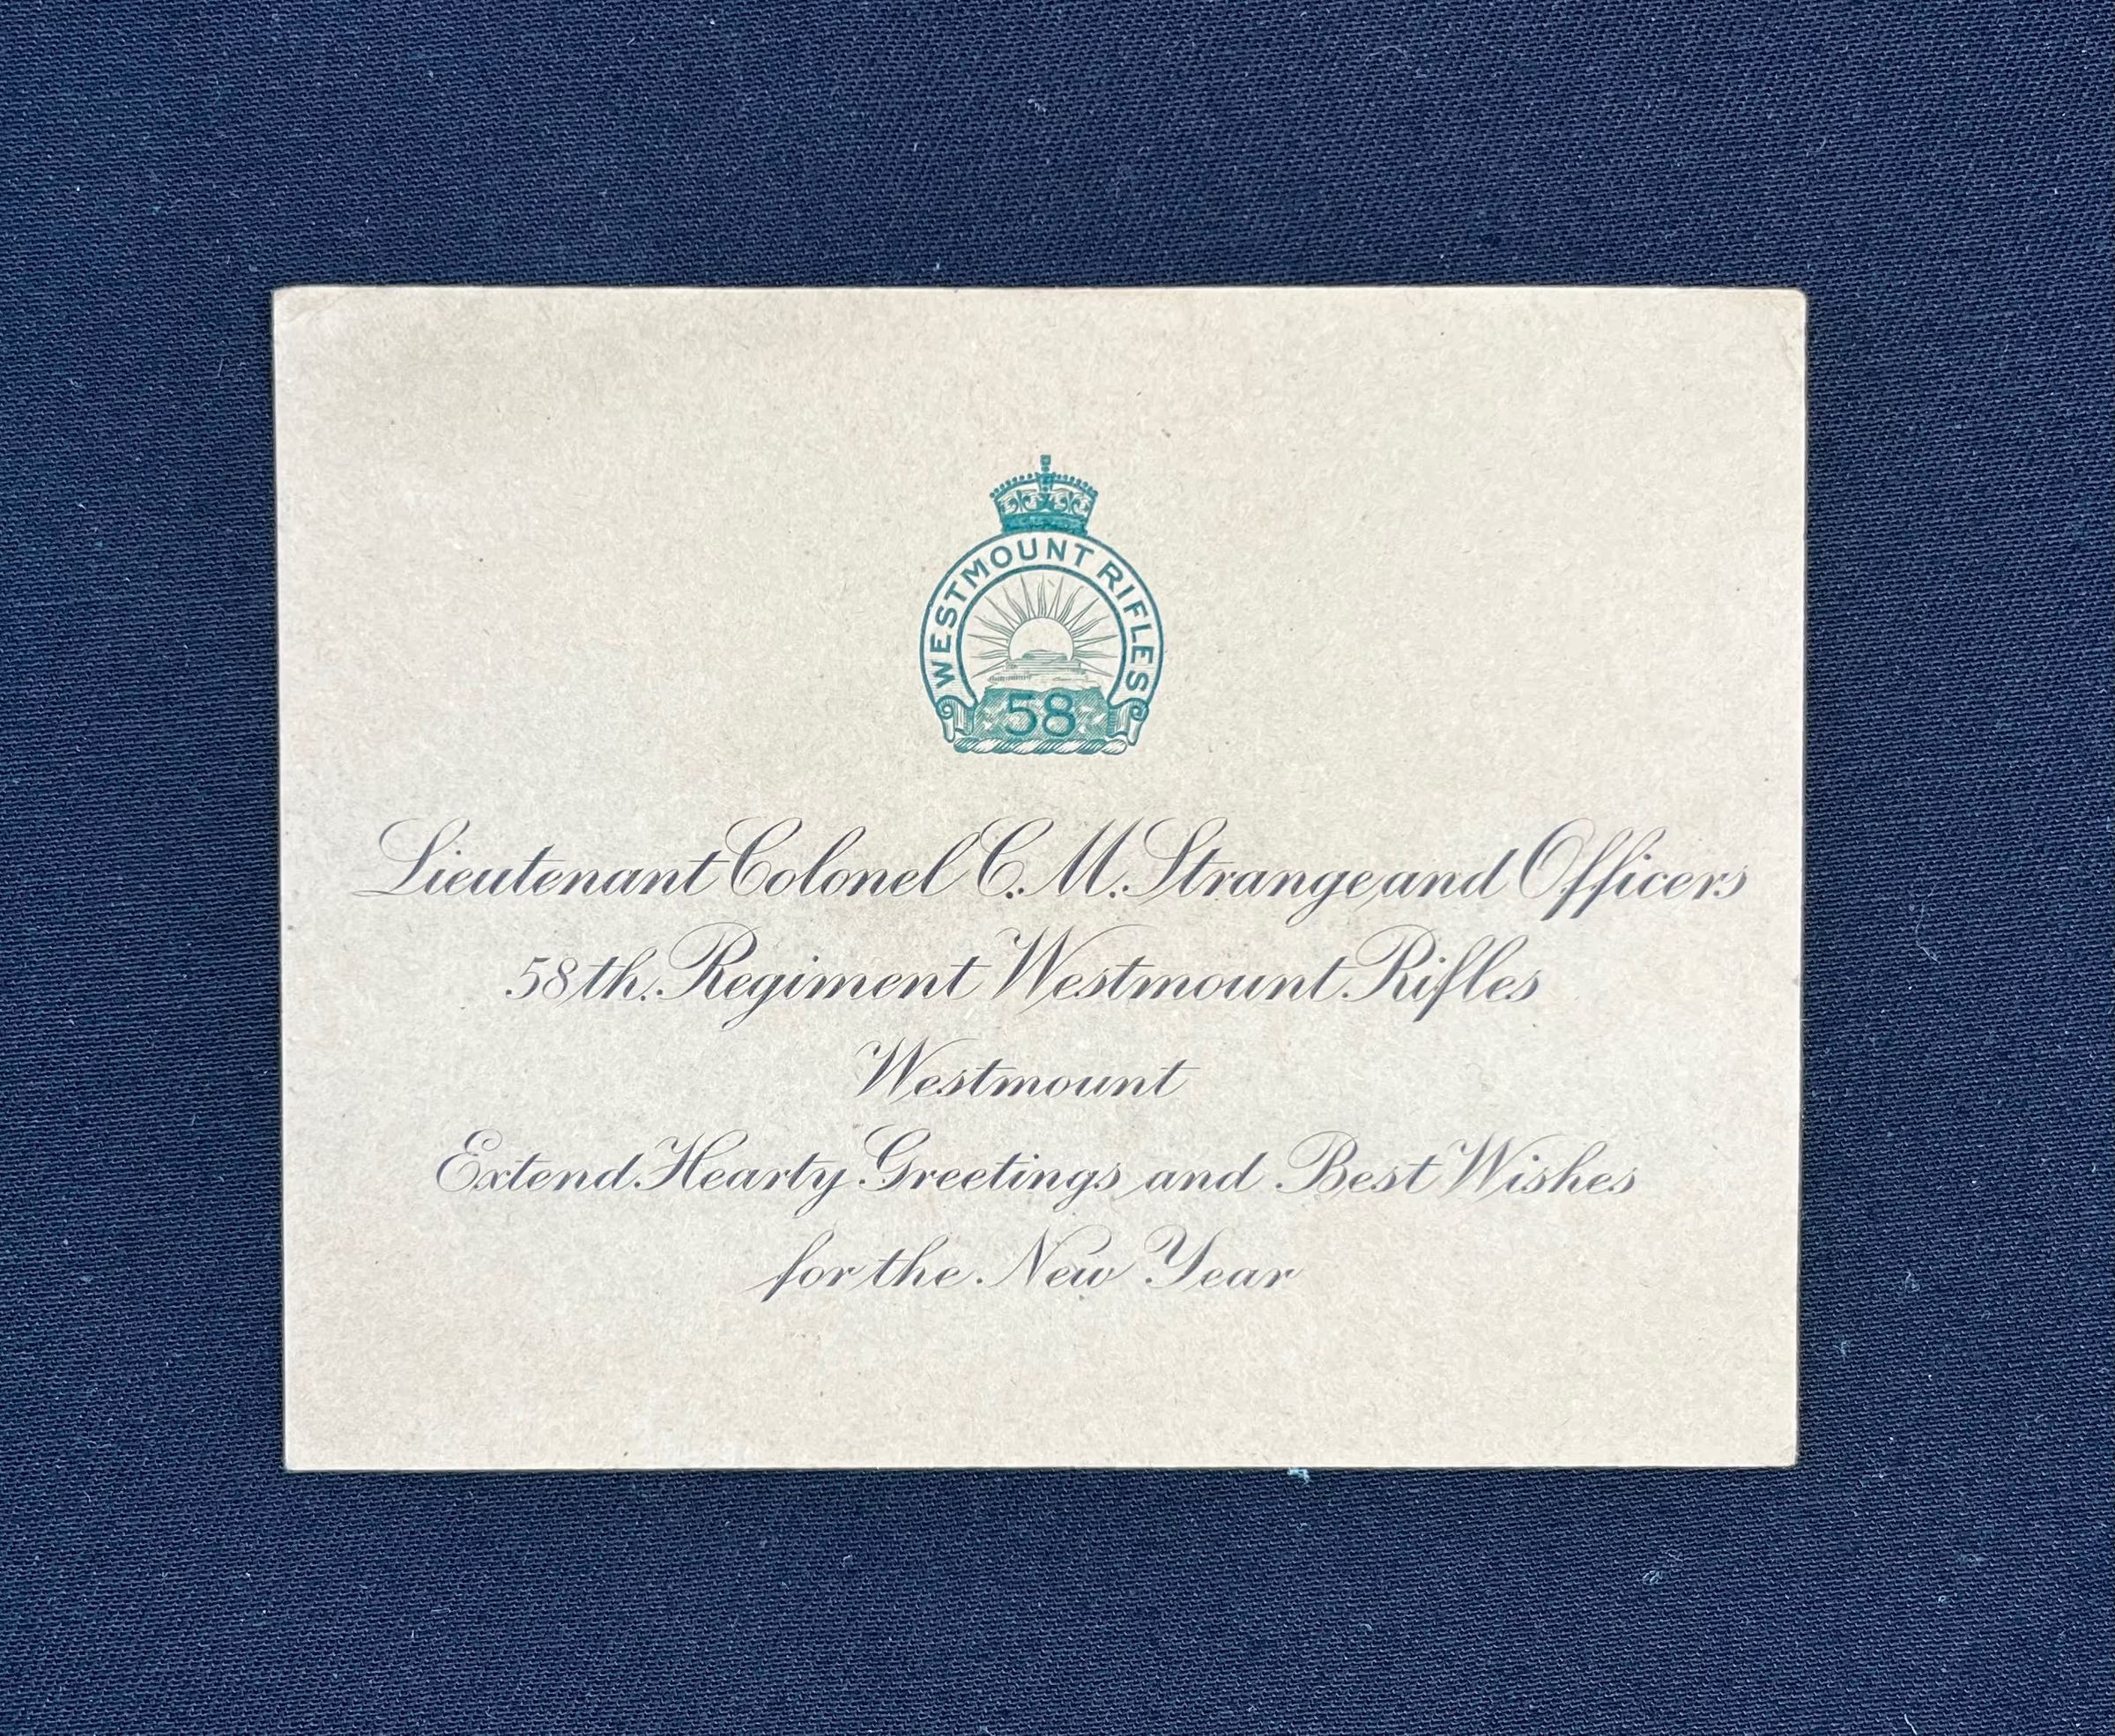 WESTMOUNT RIFLES
58
Lieutenant Colonel C. M. Strange and Officers
58th. Regiment Westmount Rifles
Westmount
Extend Hearty Greetings and Best Wishes
for the New Year